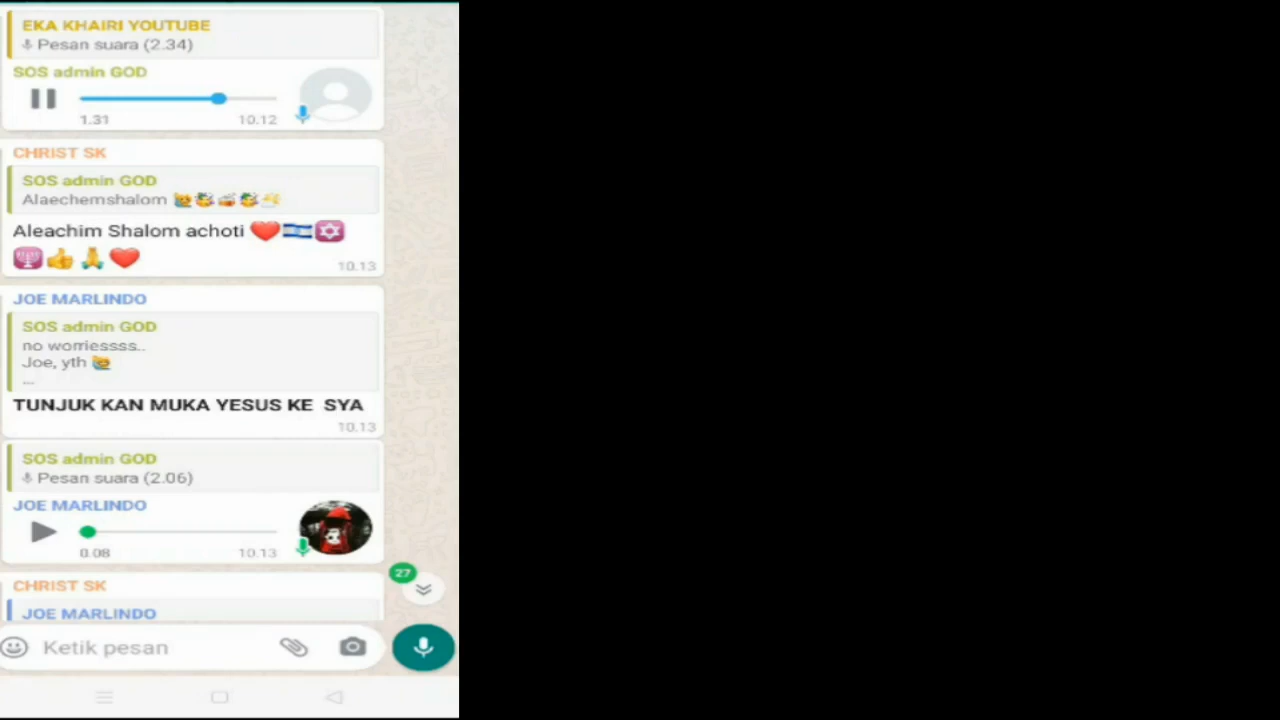 EKA KHAIRI YOUTUBE
Pesan suara (2.34)
SOS admin GOD
1.31 10.12
CHRIST SK
SOS admin GOD
Alaechemshalom
Aleachim Shalom achoti
10.13
JOE MARLINDO
SOS admin GOD
no worriessss..
Joe, yth
...
TUNJUK KAN MUKA YESUS KE SYA
10.13
SOS admin GOD
Pesan suara (2.06)
JOE MARLINDO
0.08 10.13
27
CHRIST SK
JOE MARLINDO
Ketik pesan